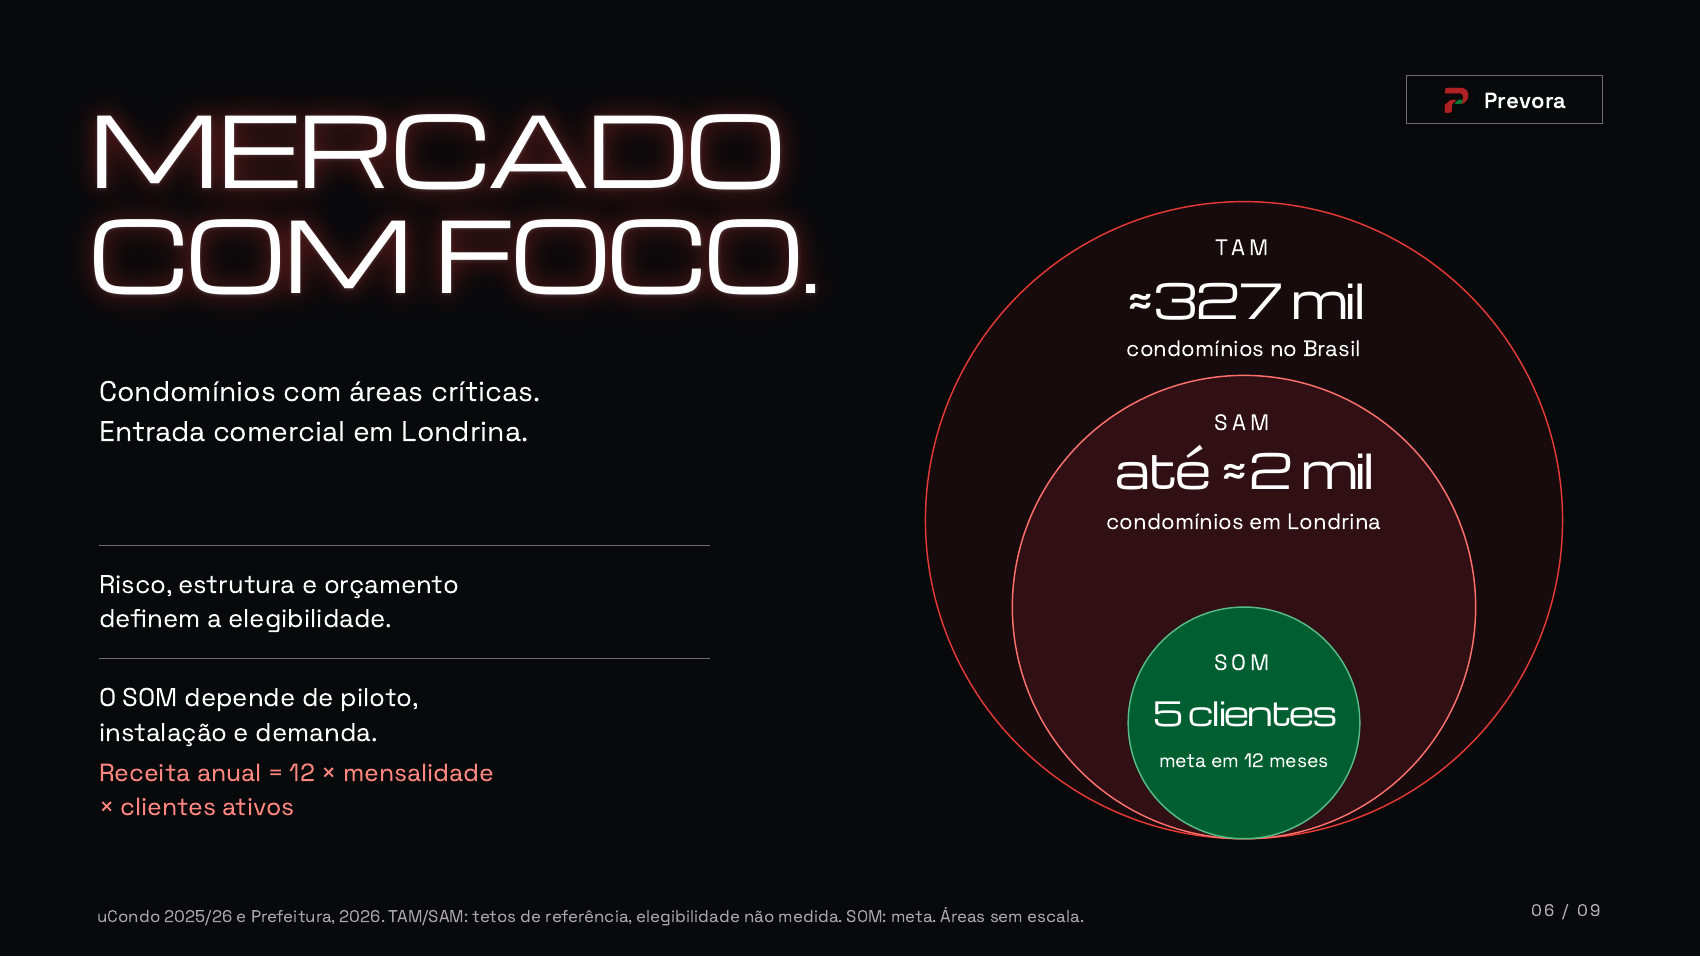 MERCADO
COM FOCO.
Prevora
Condomínios com áreas críticas.
Entrada comercial em Londrina.
Risco, estrutura e orçamento
definem a elegibilidade.
O SOM depende de piloto,
instalação e demanda.
Receita anual = 12 × mensalidade
× clientes ativos
TAM
≈327 mil
condomínios no Brasil
SAM
até ≈2 mil
condomínios em Londrina
SOM
5 clientes
meta em 12 meses
uCondo 2025/26 e Prefeitura, 2026. TAM/SAM: tetos de referência, elegibilidade não medida. SOM: meta. Áreas sem escala.
06 / 09